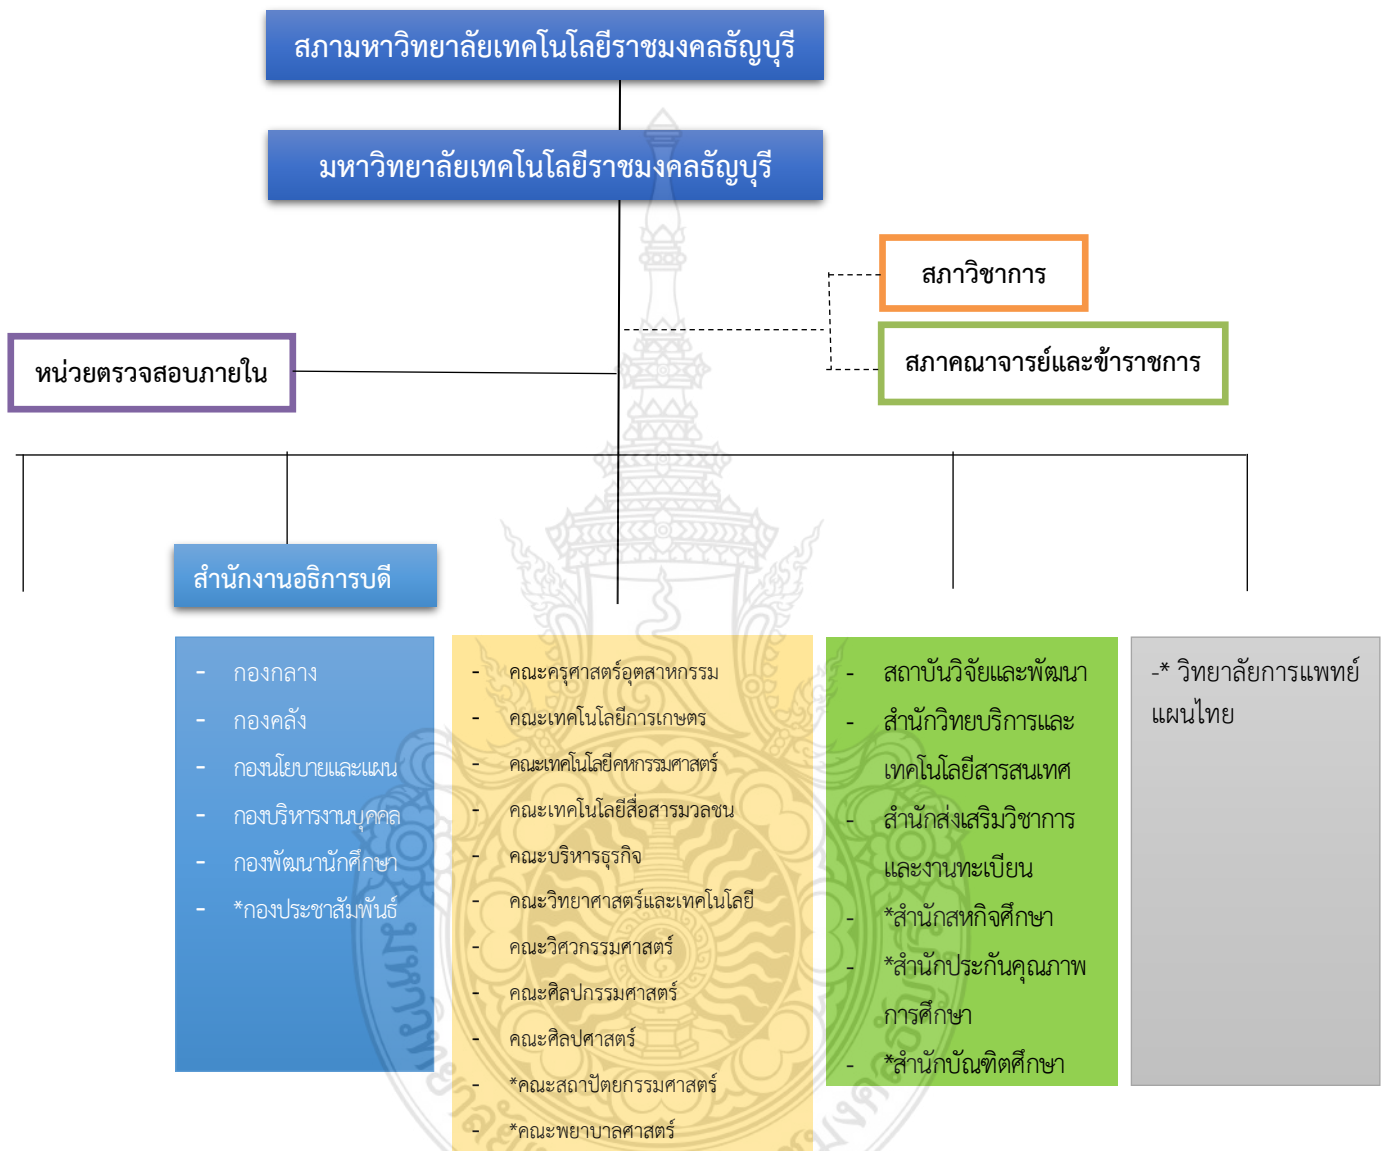 สภามหาวิทยาลัยเทคโนโลยีราชมงคลธัญบุรี
มหาวิทยาลัยเทคโนโลยีราชมงคลธัญบุรี
สภาวิชาการ
สภาคณาจารย์และข้าราชการ
หน่วยตรวจสอบภายใน
สำนักงานอธิการบดี
- กองกลาง
- กองคลัง
- กองนโยบายและแผน
- กองบริหารงานบุคคล
- กองพัฒนานักศึกษา
- *กองประชาสัมพันธ์
- คณะครุศาสตร์อุตสาหกรรม
- คณะเทคโนโลยีการเกษตร
- คณะเทคโนโลยีคหกรรมศาสตร์
- คณะเทคโนโลยีสื่อสารมวลชน
- คณะบริหารธุรกิจ
- คณะวิทยาศาสตร์และเทคโนโลยี
- คณะวิศวกรรมศาสตร์
- คณะศิลปกรรมศาสตร์
- คณะศิลปศาสตร์
- *คณะสถาปัตยกรรมศาสตร์
- *คณะพยาบาลศาสตร์
- สถาบันวิจัยและพัฒนา
- สำนักวิทยบริการและ
เทคโนโลยีสารสนเทศ
- สำนักส่งเสริมวิชาการ
และงานทะเบียน
- *สำนักสหกิจศึกษา
- *สำนักประกันคุณภาพ
การศึกษา
- *สำนักบัณฑิตศึกษา
-* วิทยาลัยการแพทย์
แผนไทย